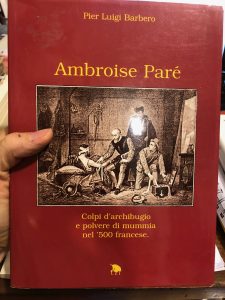 Pier Luigi Barbero
Ambroise Paré
Colpi d'archibugio
e polvere di mummia
nel '500 francese.